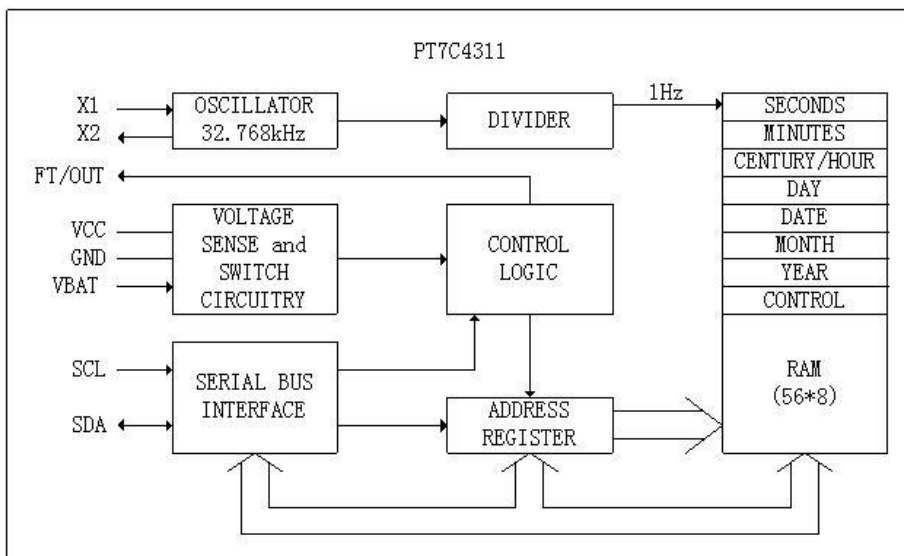 PT7C4311
X1
X2
OSCILLATOR
32.768kHz
DIVIDER
1Hz
SECONDS
MINUTES
CENTURY/HOUR
DAY
DATE
MONTH
YEAR
CONTROL
RAM
(56*8)
FT/OUT
VCC
GND
VBAT
VOLTAGE
SENSE and
SWITCH
CIRCUITRY
CONTROL
LOGIC
SCL
SDA
SERIAL BUS
INTERFACE
ADDRESS
REGISTER